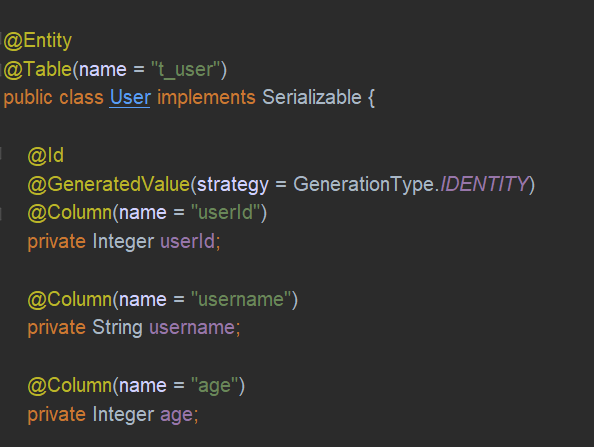 @Entity
@Table(name = "t_user")
public class User implements Serializable {
@Id
@GeneratedValue(strategy = GenerationType.IDENTITY)
@Column(name = "userId")
private Integer userId;
@Column(name = "username")
private String username;
@Column(name = "age")
private Integer age;